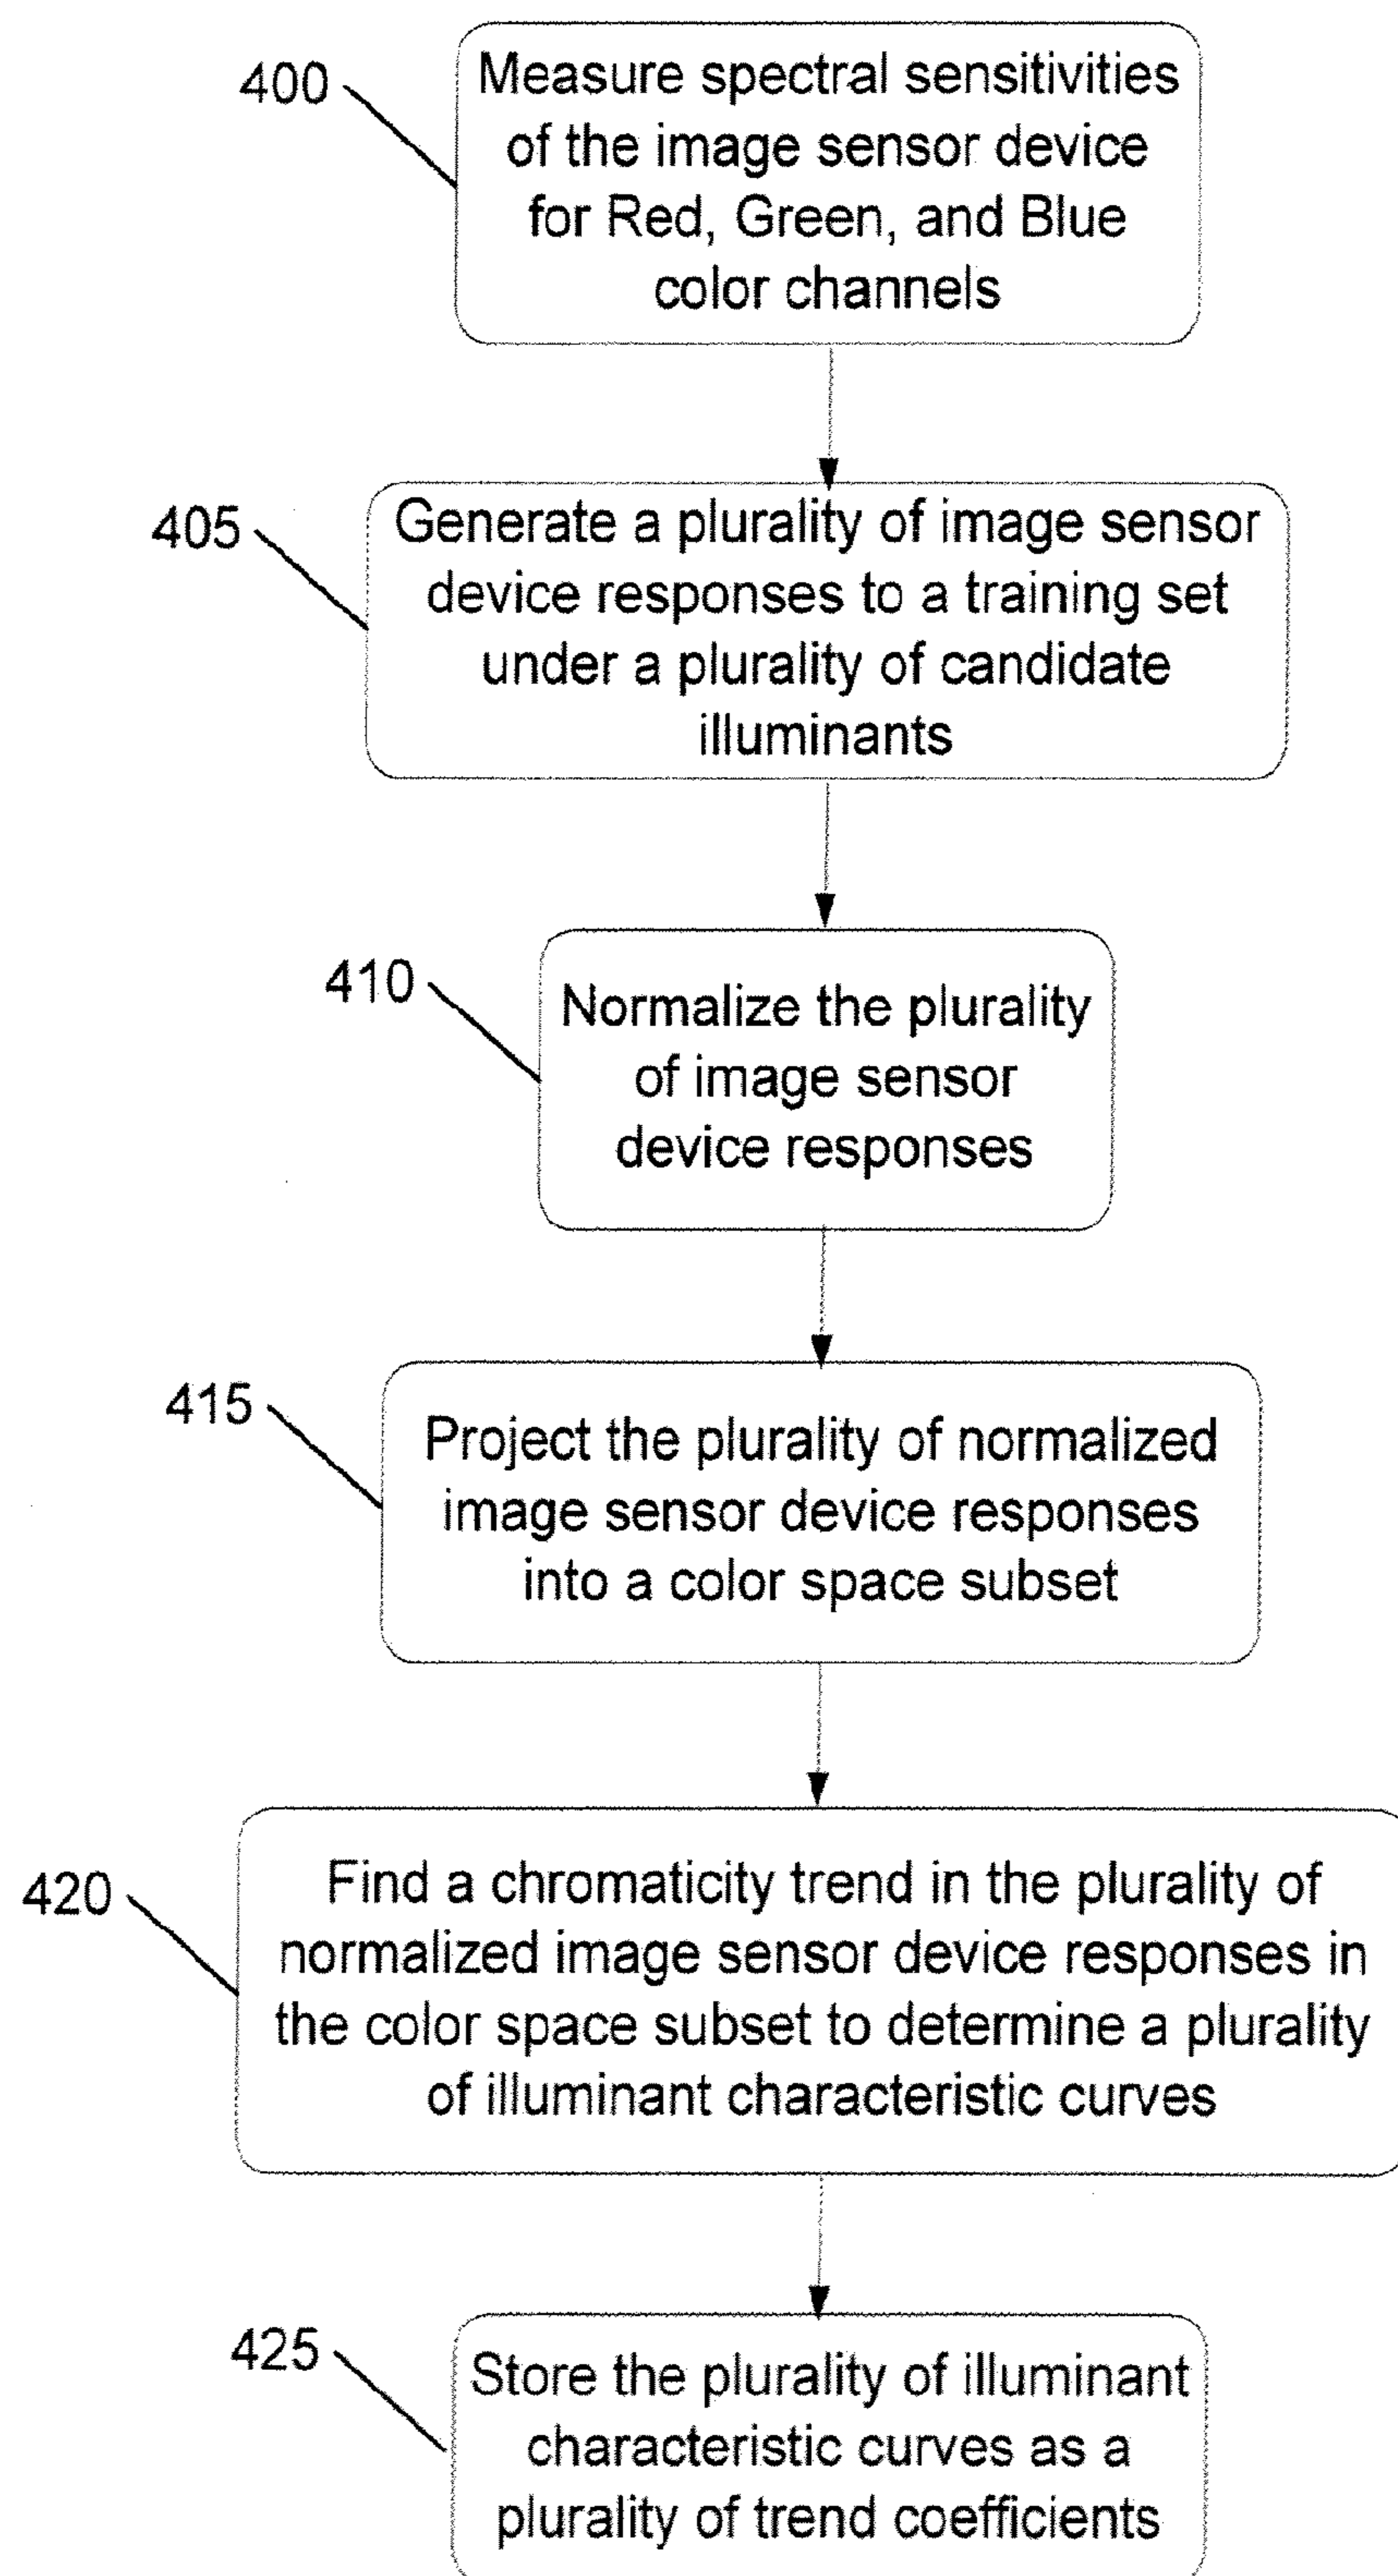 400
Measure spectral sensitivities
of the image sensor device
for Red, Green, and Blue
color channels
405
Generate a plurality of image sensor
device responses to a training set
under a plurality of candidate
illuminants
410
Normalize the plurality
of image sensor
device responses
415
Project the plurality of normalized
image sensor device responses
into a color space subset
420
Find a chromaticity trend in the plurality of
normalized image sensor device responses in
the color space subset to determine a plurality
of illuminant characteristic curves
425
Store the plurality of illuminant
characteristic curves as a
plurality of trend coefficients